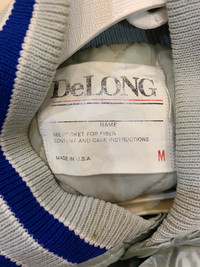 DeLONG
NAME
SEE POCKET FOR FIBER
CONTENT AND CARE INSTRUCTIONS
MADE IN U.S.A. M